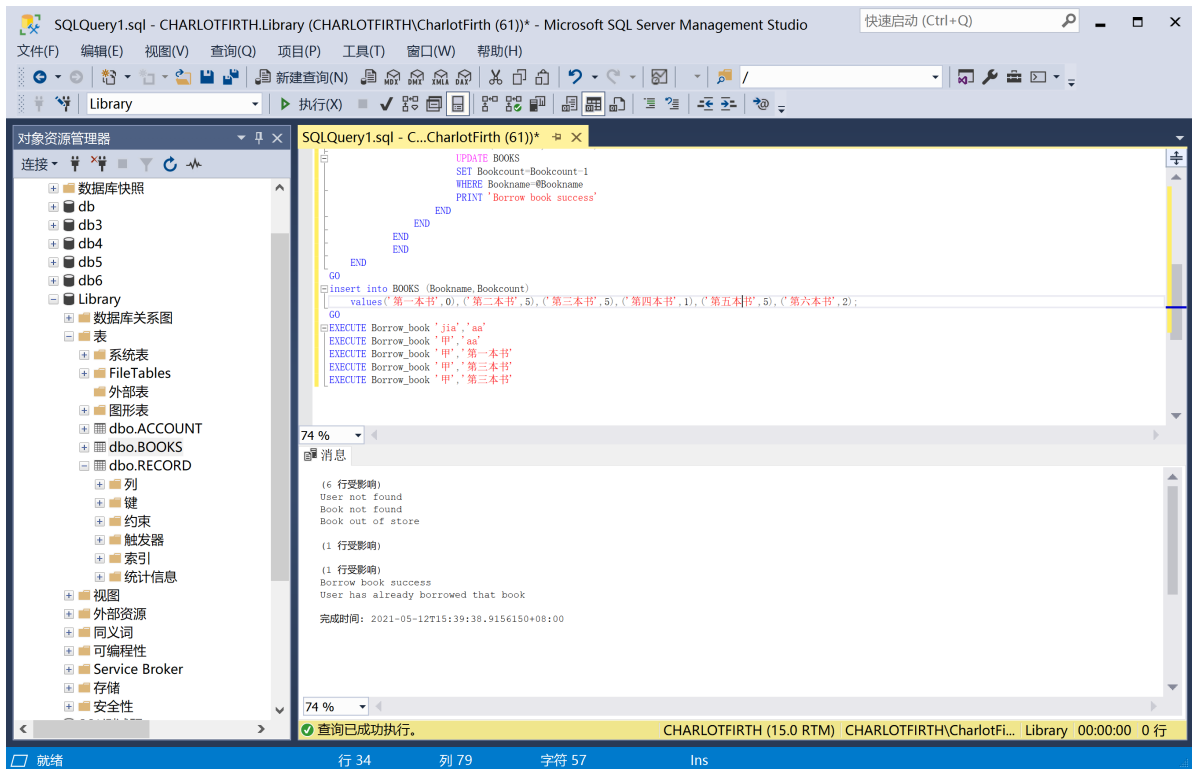 SQLQuery1.sql - CHARLOTFIRTH.Library (CHARLOTFIRTH\CharlotFirth (61))* - Microsoft SQL Server Management Studio
快速启动 (Ctrl+Q)
文件(F) 编辑(E) 视图(V) 查询(Q) 项目(P) 工具(T) 窗口(W) 帮助(H)
新建查询(N) MDX DMX XMLA DAX /
Library 执行(X)
对象资源管理器
连接
数据库快照
db
db3
db4
db5
db6
Library
数据库关系图
表
系统表
FileTables
外部表
图形表
dbo.ACCOUNT
dbo.BOOKS
dbo.RECORD
列
键
约束
触发器
索引
统计信息
视图
外部资源
同义词
可编程性
Service Broker
存储
安全性
SQLQuery1.sql - C...CharlotFirth (61))*
UPDATE BOOKS
SET Bookcount=Bookcount-1
WHERE Bookname=@Bookname
PRINT 'Borrow book success'
END
END
END
END
END
GO
insert into BOOKS (Bookname,Bookcount)
values('第一本书',0),('第二本书',5),('第三本书',5),('第四本书',1),('第五本书',5),('第六本书',2);
GO
EXECUTE Borrow_book 'jia','aa'
EXECUTE Borrow_book '甲','aa'
EXECUTE Borrow_book '甲','第一本书'
EXECUTE Borrow_book '甲','第三本书'
EXECUTE Borrow_book '甲','第三本书'
74 %
消息
(6 行受影响)
User not found
Book not found
Book out of store
(1 行受影响)
(1 行受影响)
Borrow book success
User has already borrowed that book
完成时间: 2021-05-12T15:39:38.9156150+08:00
74 %
查询已成功执行。 CHARLOTFIRTH (15.0 RTM) CHARLOTFIRTH\CharlotFi... Library 00:00:00 0 行
就绪 行 34 列 79 字符 57 Ins